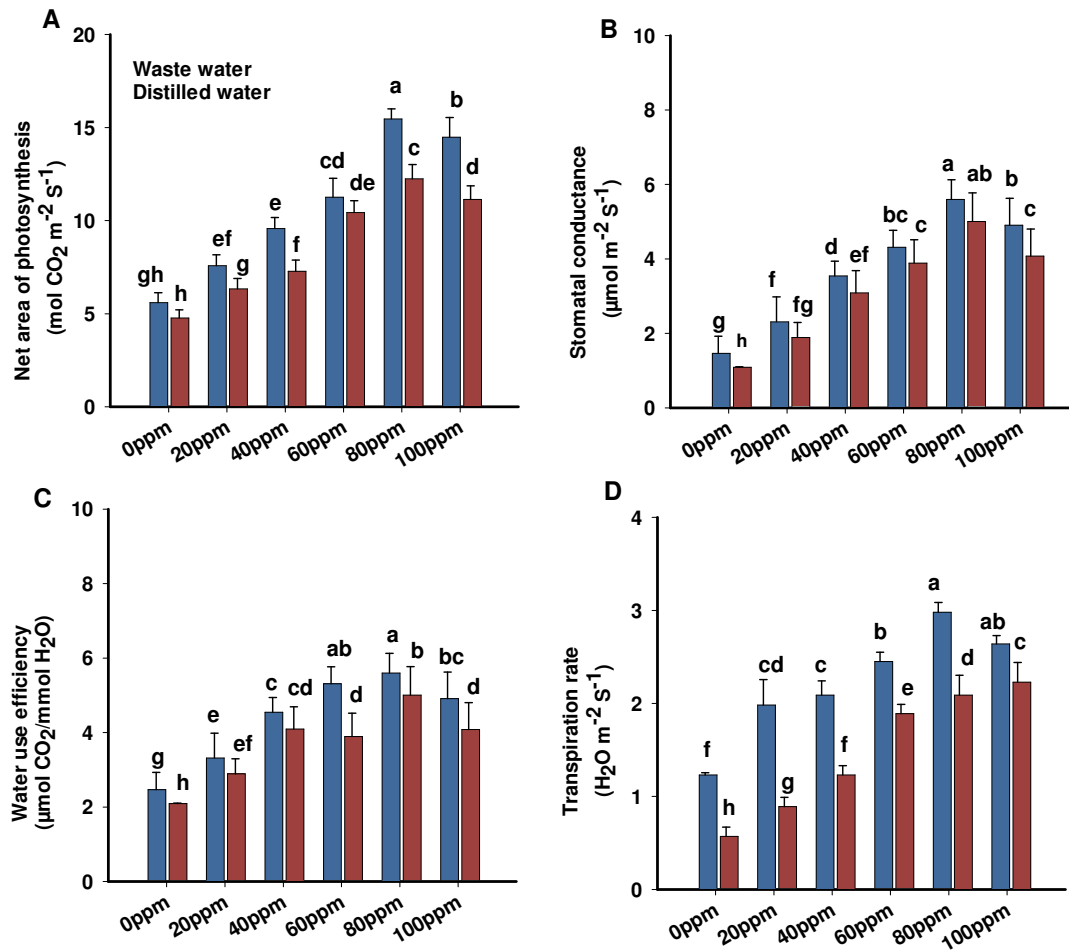 A
Net area of photosynthesis
(mol CO₂ m⁻² S⁻¹)
20
15
10
5
0
Waste water
Distilled water
gh h ef g e f cd de a c b d
0ppm 20ppm 40ppm 60ppm 80ppm 100ppm
B
Stomatal conductance
(µmol m⁻² S⁻¹)
10
8
6
4
2
0
g h f fg d ef bc c a ab b c
0ppm 20ppm 40ppm 60ppm 80ppm 100ppm
C
Water use efficiency
(µmol CO₂/mmol H₂O)
10
8
6
4
2
0
g h e ef c cd ab d a b bc d
0ppm 20ppm 40ppm 60ppm 80ppm 100ppm
D
Transpiration rate
(H₂O m⁻² S⁻¹)
4
3
2
1
0
f h cd g c f b e a d ab c
0ppm 20ppm 40ppm 60ppm 80ppm 100ppm